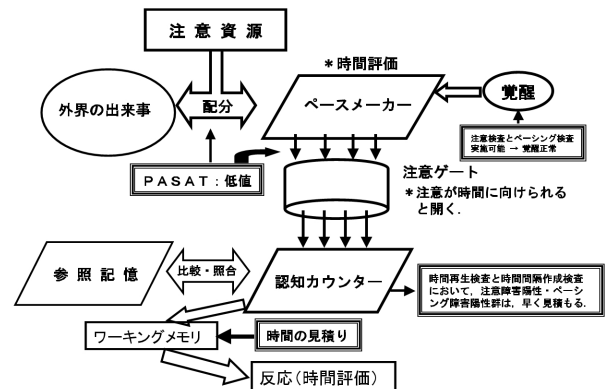 注意資源
*時間評価
外界の出来事
配分
ペースメーカー
覚醒
注意検査とペーシング検査
実施可能 → 覚醒正常
PASAT:低値
注意ゲート
*注意が時間に向けられる
と開く.
参照記憶
比較・照合
認知カウンター
時間再生検査と時間間隔作成検査
において,注意障害陽性・ペーシ
ング障害陽性群は,早く見積もる.
ワーキングメモリ
時間の見積り
反応(時間評価)